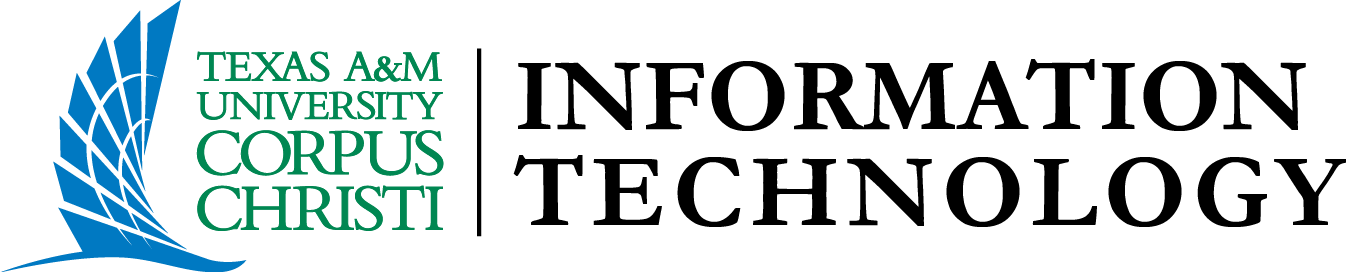 TEXAS A&M
UNIVERSITY
CORPUS
CHRISTI
INFORMATION
TECHNOLOGY